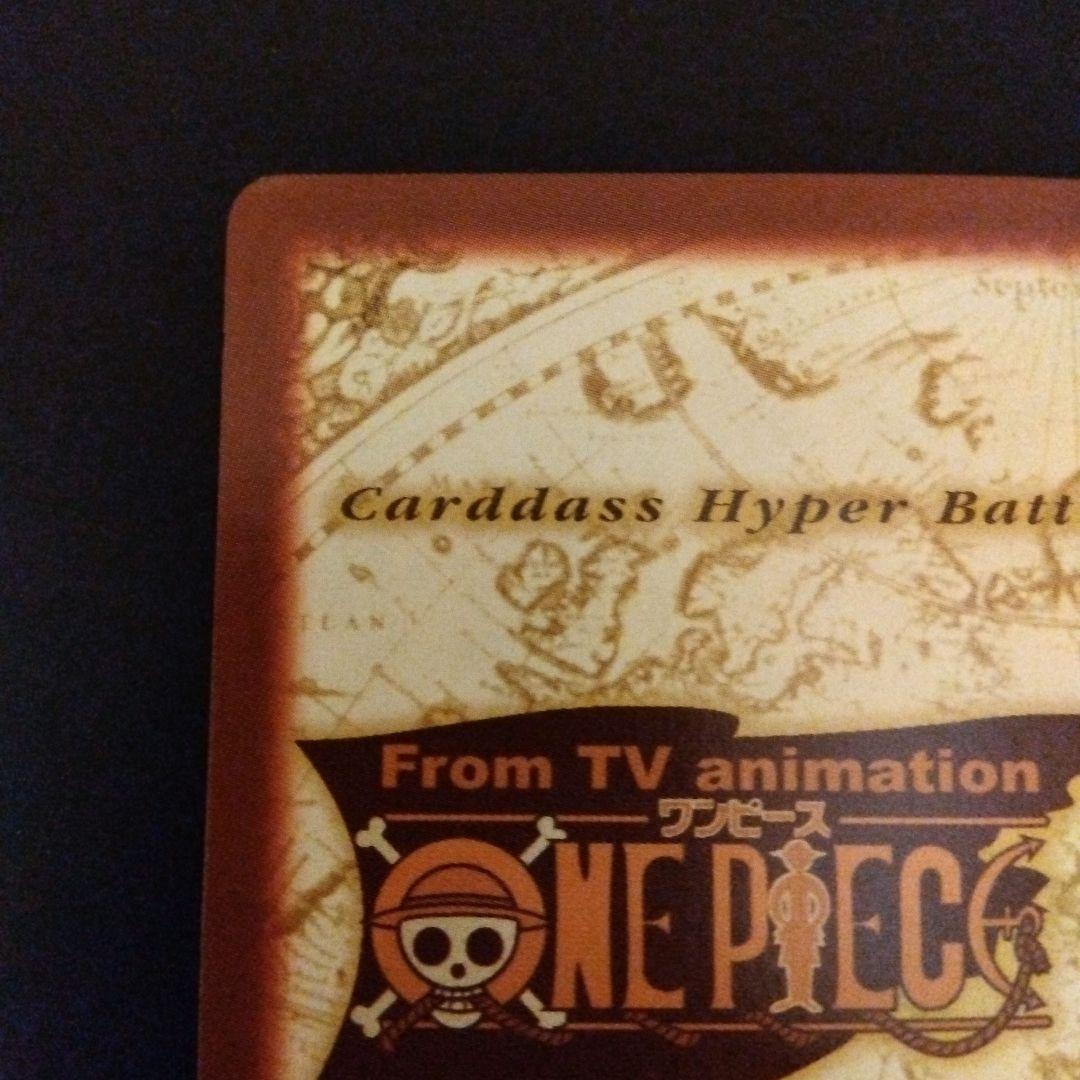 Carddass Hyper Batt
From TV animation
ワンピース
ONE PIECE